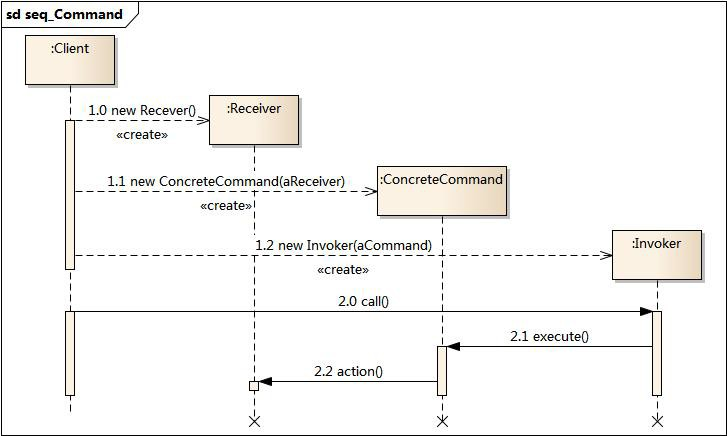 sd seq_Command
:Client
1.0 new Recever()
:Receiver
«create»
1.1 new ConcreteCommand(aReceiver)
:ConcreteCommand
«create»
1.2 new Invoker(aCommand)
:Invoker
«create»
2.0 call()
2.1 execute()
2.2 action()